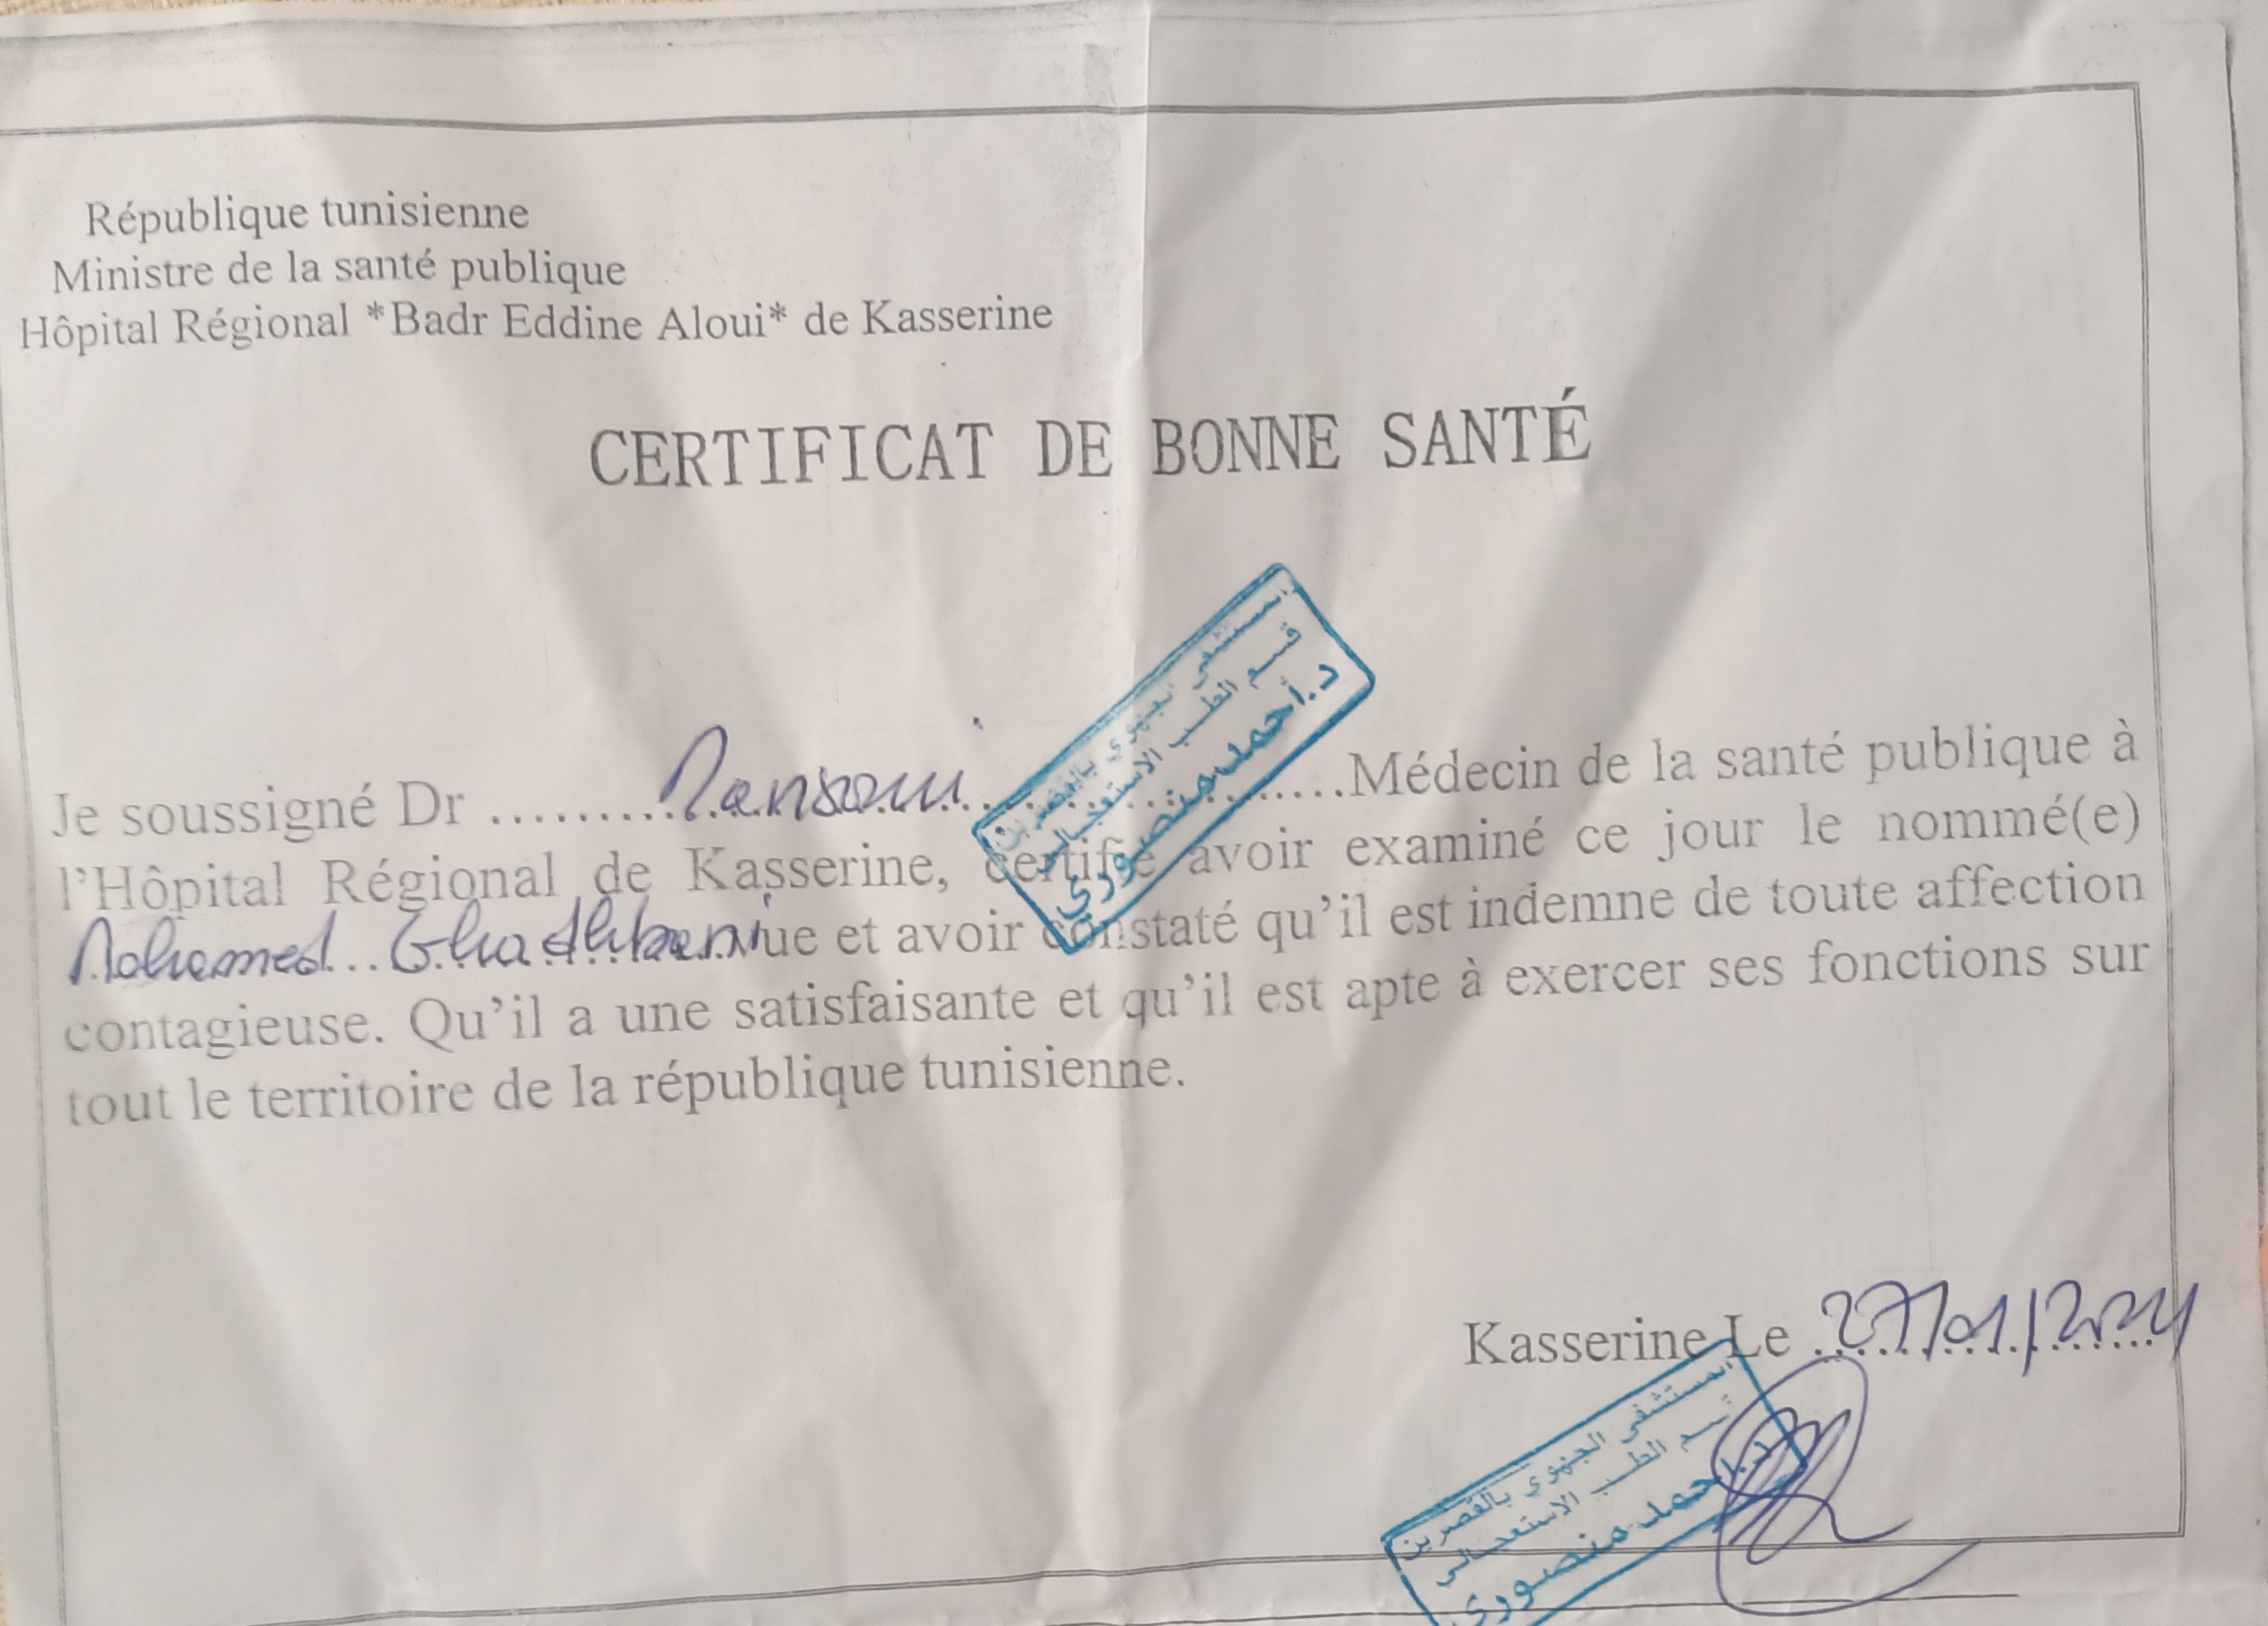 République tunisienne
Ministre de la santé publique
Hôpital Régional *Badr Eddine Aloui* de Kasserine
CERTIFICAT DE BONNE SANTÉ
Je soussigné Dr ......... Mansouri ............ Médecin de la santé publique à
l'Hôpital Régional de Kasserine, certifie avoir examiné ce jour le nommé(e)
Mohamed Ghadhbani vue et avoir constaté qu'il est indemne de toute affection
contagieuse. Qu'il a une satisfaisante et qu'il est apte à exercer ses fonctions sur
tout le territoire de la république tunisienne.
المستشفى الجهوي بالقصرين
قسم الطب الاستعجالي
د. أحمد منصوري
Kasserine Le 27/01/2021
المستشفى الجهوي بالقصرين
قسم الطب الاستعجالي
د. أحمد منصوري